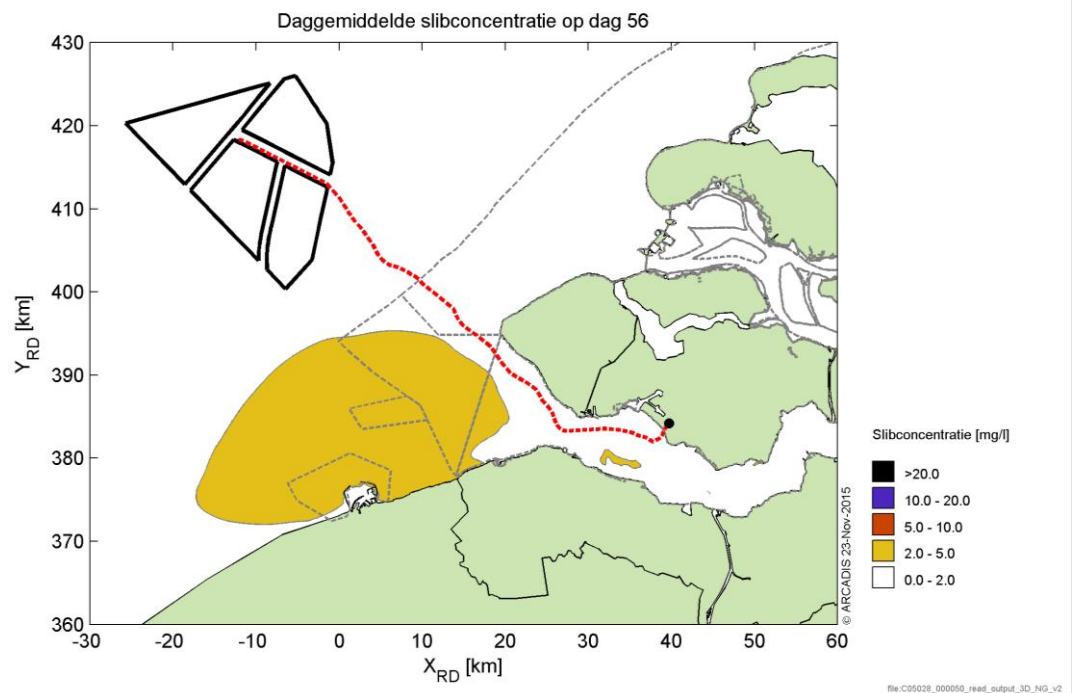 Daggemiddelde slibconcentratie op dag 56
430
420
410
400
390
380
370
360
Y_RD [km]
-30 -20 -10 0 10 20 30 40 50 60
X_RD [km]
© ARCADIS 23-Nov-2015
Slibconcentratie [mg/l]
>20.0
10.0 - 20.0
5.0 - 10.0
2.0 - 5.0
0.0 - 2.0
file:C05028_000050_read_output_3D_NG_v2